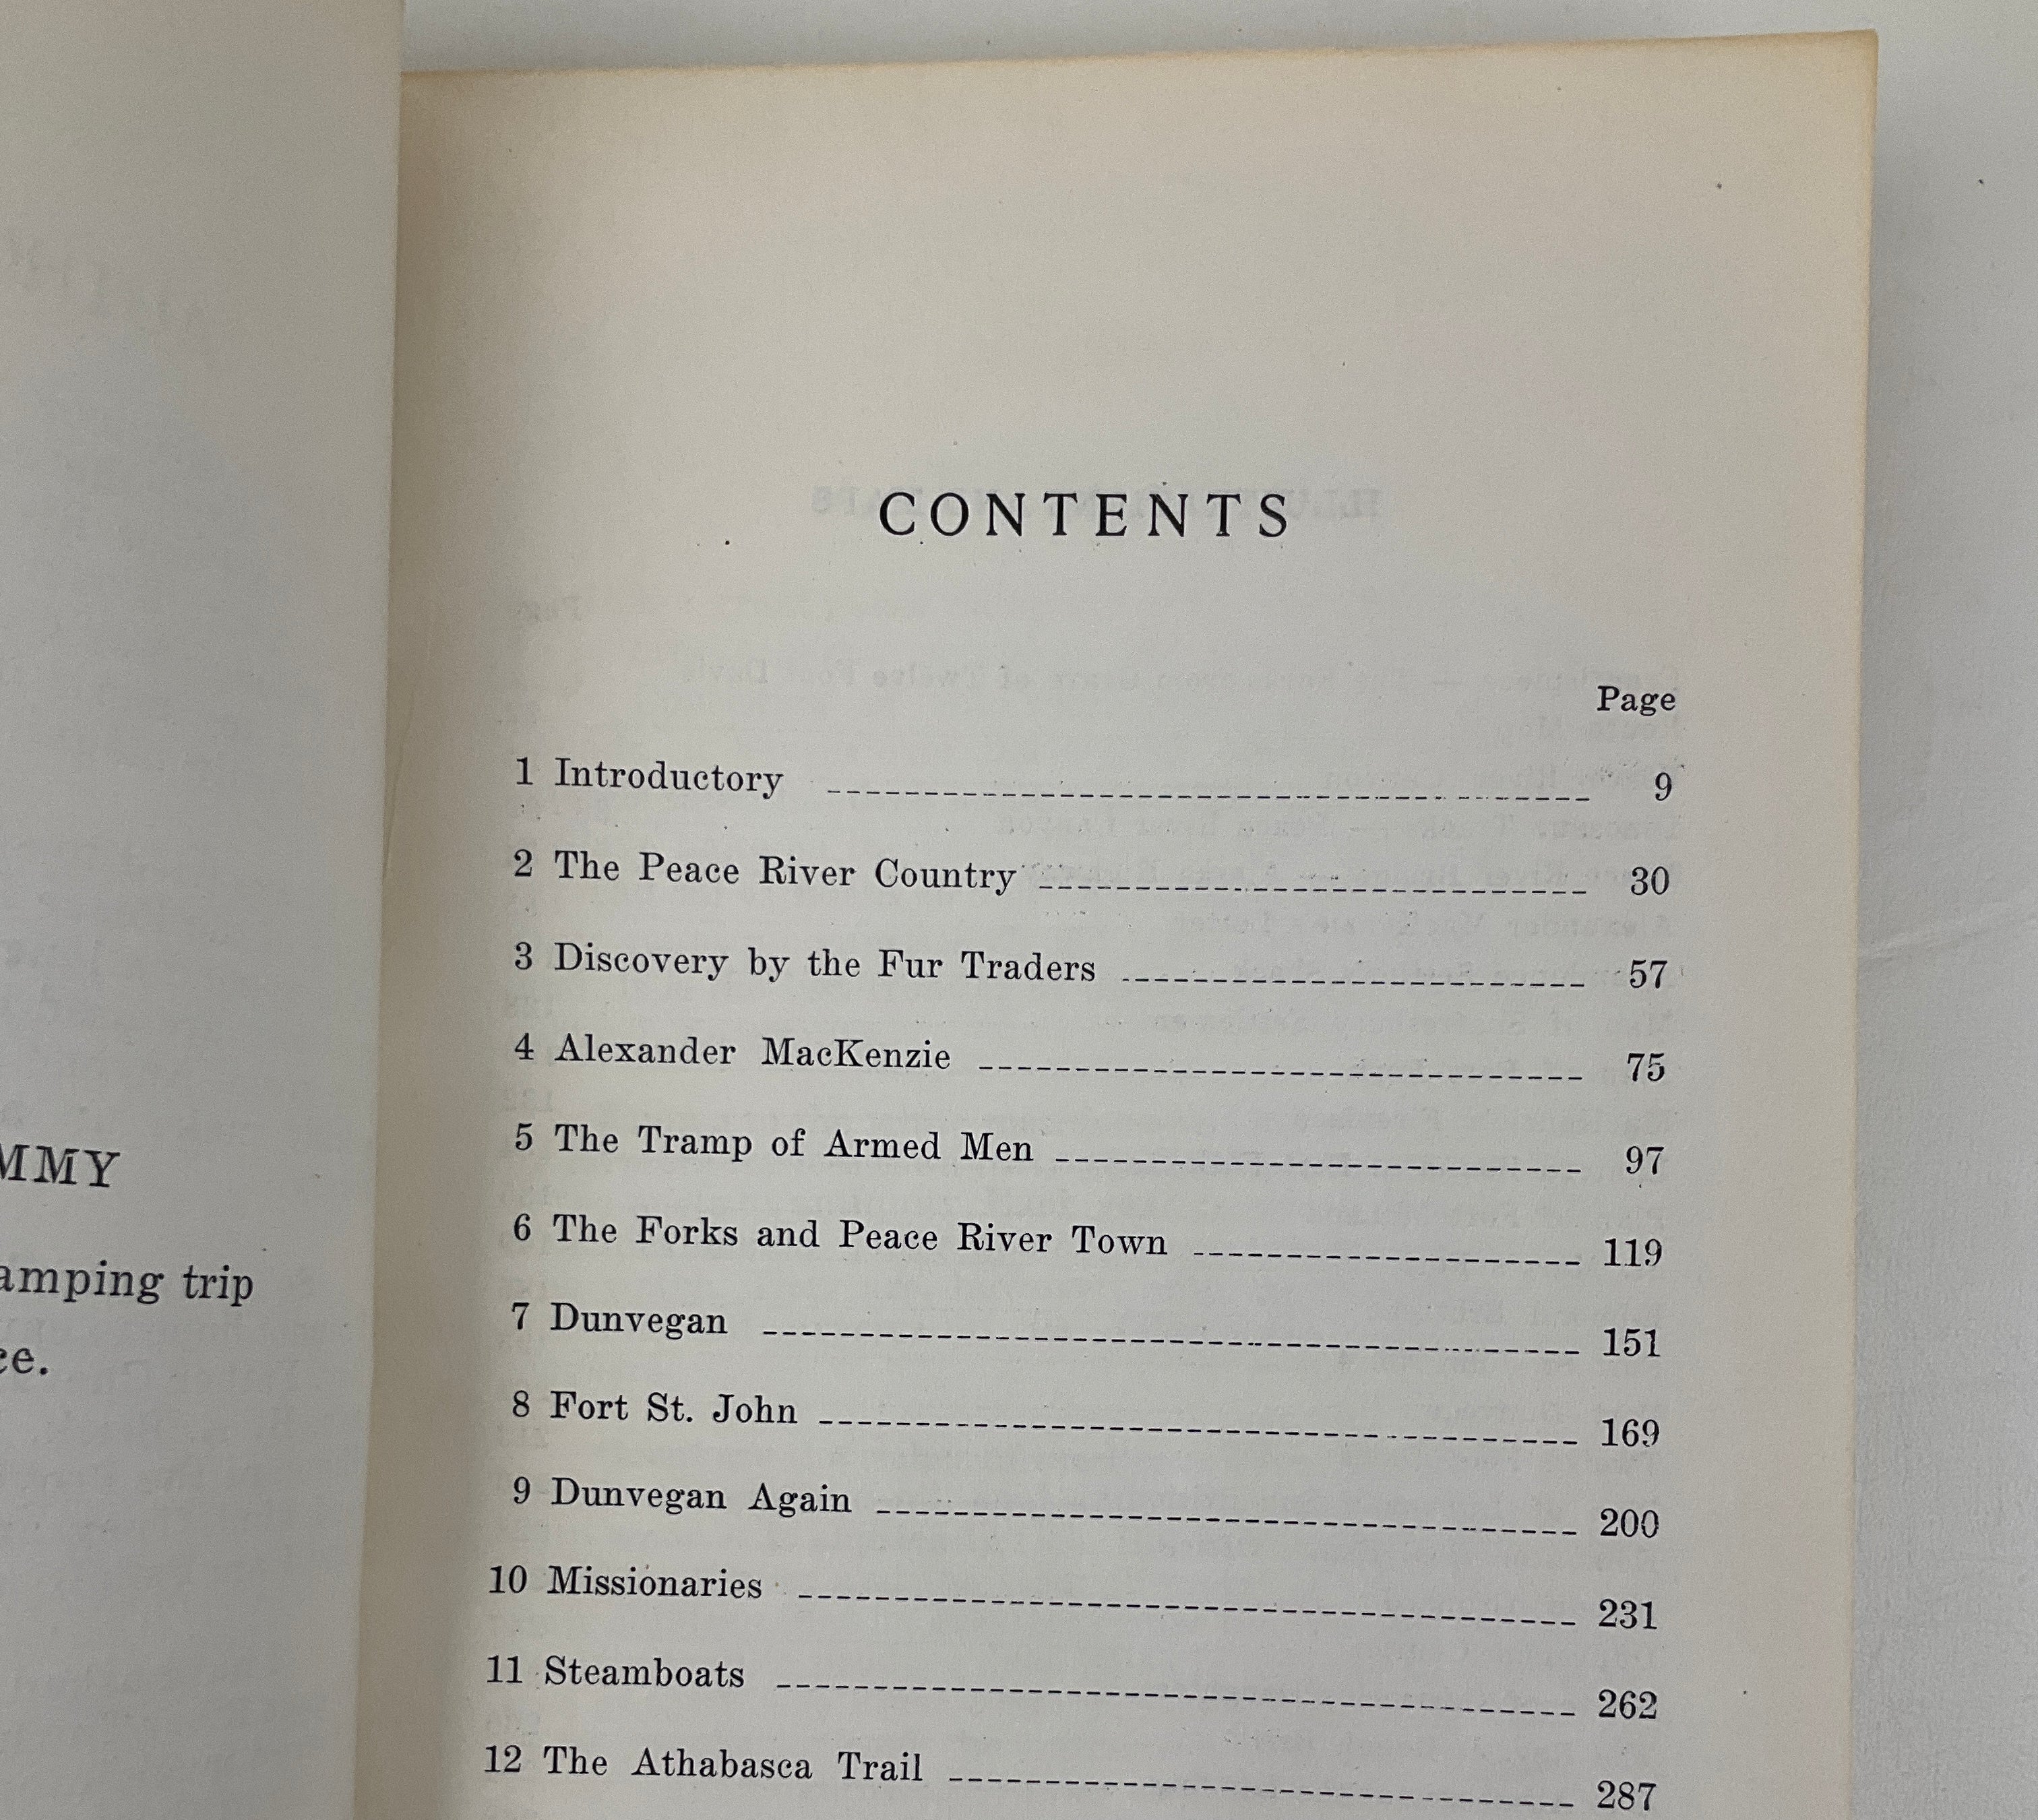 MMY
amping trip
ce.
CONTENTS
Page
1 Introductory 9
2 The Peace River Country 30
3 Discovery by the Fur Traders 57
4 Alexander MacKenzie 75
5 The Tramp of Armed Men 97
6 The Forks and Peace River Town 119
7 Dunvegan 151
8 Fort St. John 169
9 Dunvegan Again 200
10 Missionaries 231
11 Steamboats 262
12 The Athabasca Trail 287